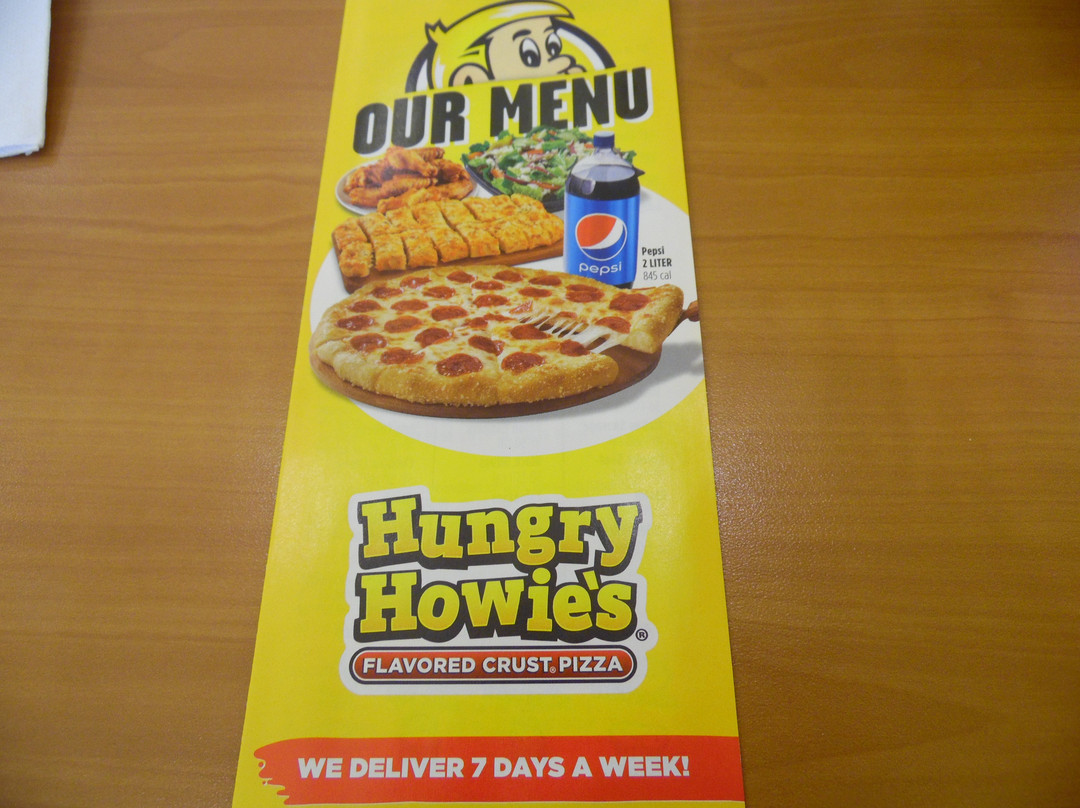 OUR MENU
pepsi
Pepsi
2 LITER
845 cal
Hungry
Howie's®
FLAVORED CRUST® PIZZA
WE DELIVER 7 DAYS A WEEK!